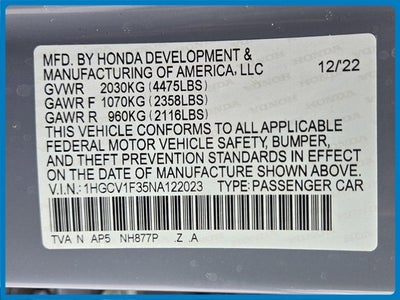 MFD. BY HONDA DEVELOPMENT &
MANUFACTURING OF AMERICA, LLC 12/'22
GVWR 2030KG (4475LBS)
GAWR F 1070KG (2358LBS)
GAWR R 960KG (2116LBS)
THIS VEHICLE CONFORMS TO ALL APPLICABLE
FEDERAL MOTOR VEHICLE SAFETY, BUMPER,
AND THEFT PREVENTION STANDARDS IN EFFECT
ON THE DATE OF MANUFACTURE SHOWN ABOVE.
V.I.N.: 1HGCV1F35NA122023 TYPE: PASSENGER CAR
TVA N AP5 NH877P .Z .A